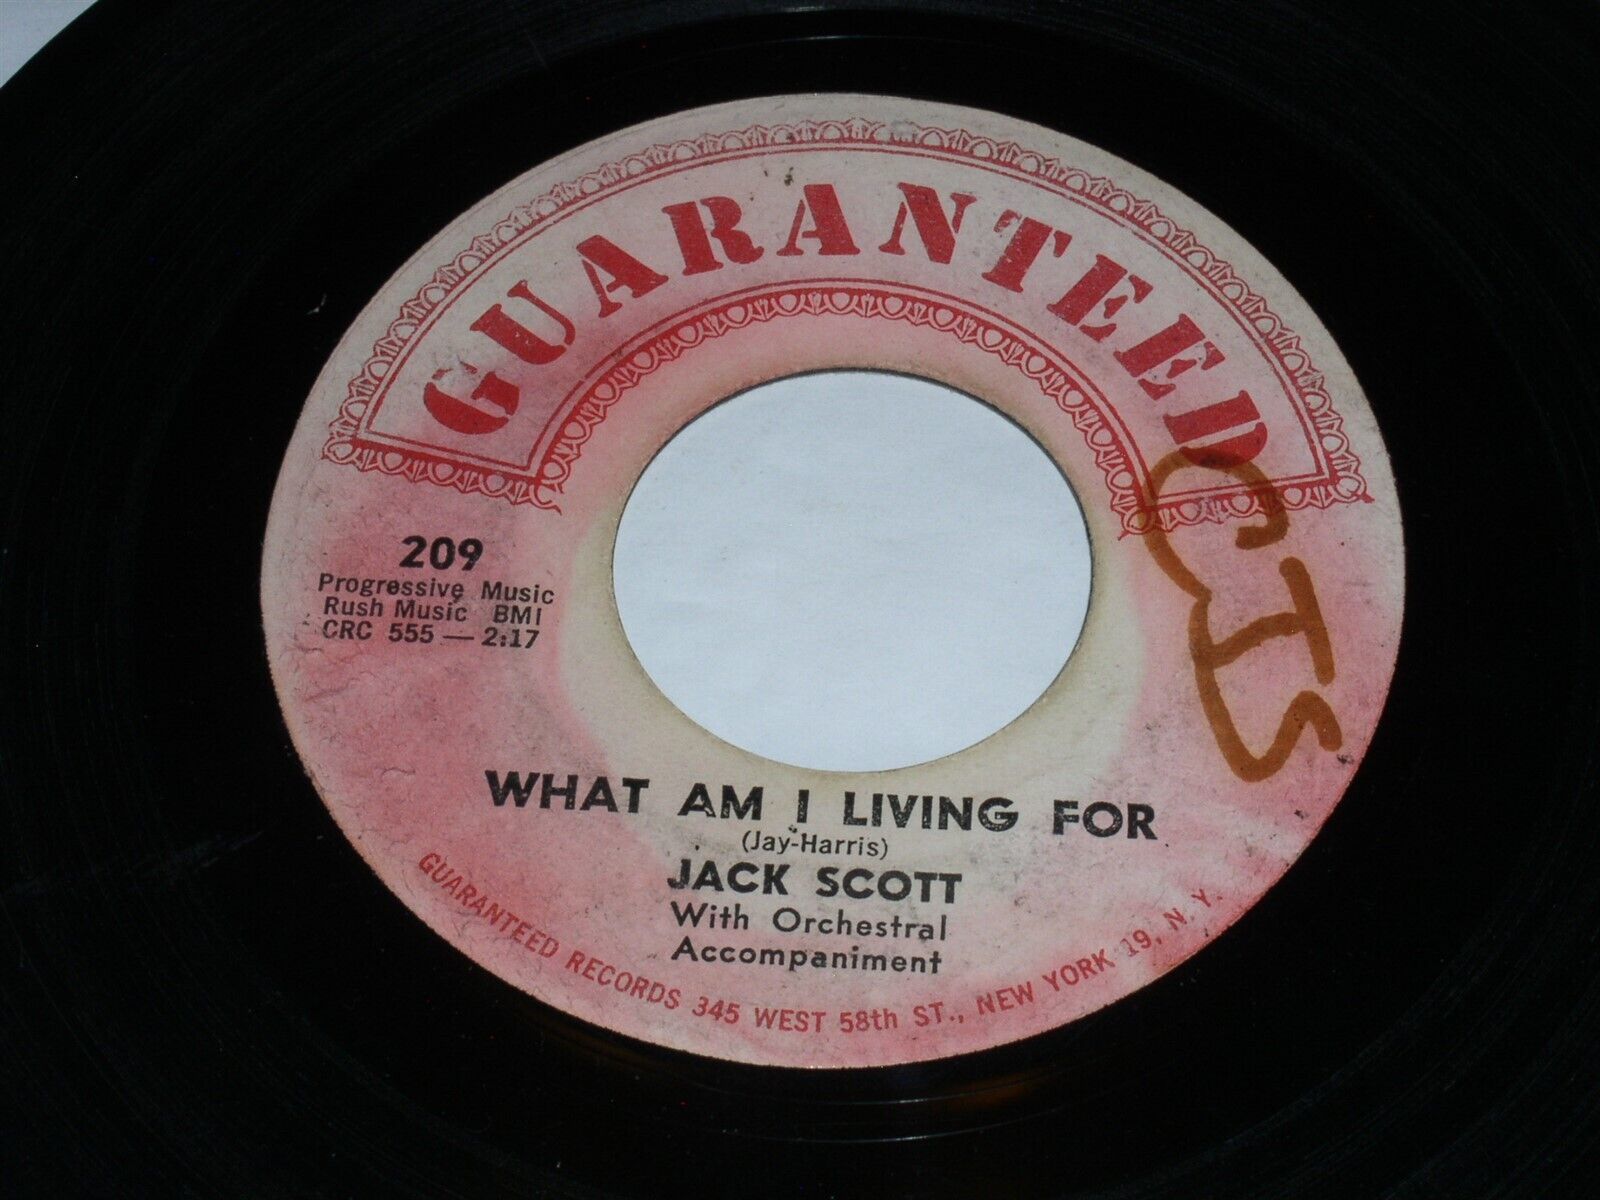 GUARANTEED
209
Progressive Music
Rush Music BMI
CRC 555 — 2:17
CIS
WHAT AM I LIVING FOR
(Jay-Harris)
JACK SCOTT
With Orchestral
Accompaniment
GUARANTEED RECORDS 345 WEST 58th ST., NEW YORK 19, N. Y.